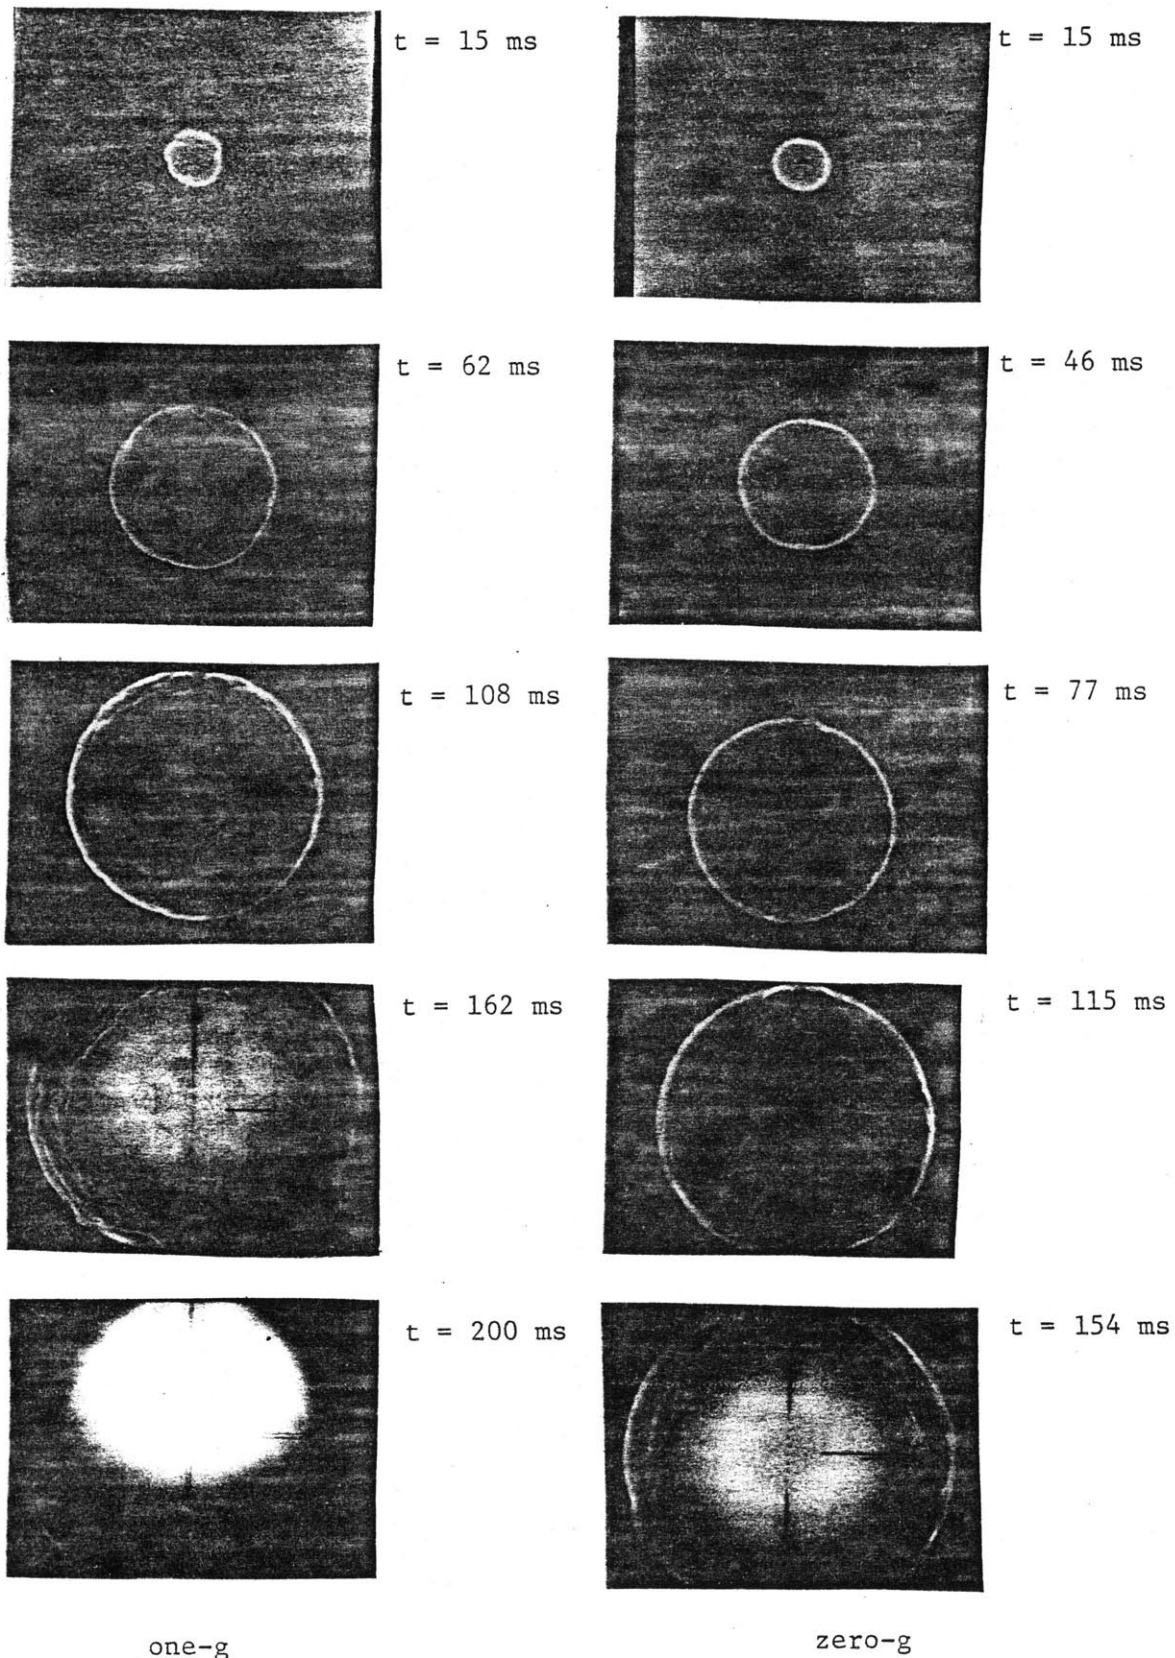 t = 15 ms
t = 15 ms
t = 62 ms
t = 46 ms
t = 108 ms
t = 77 ms
t = 162 ms
t = 115 ms
t = 200 ms
t = 154 ms
one-g
zero-g